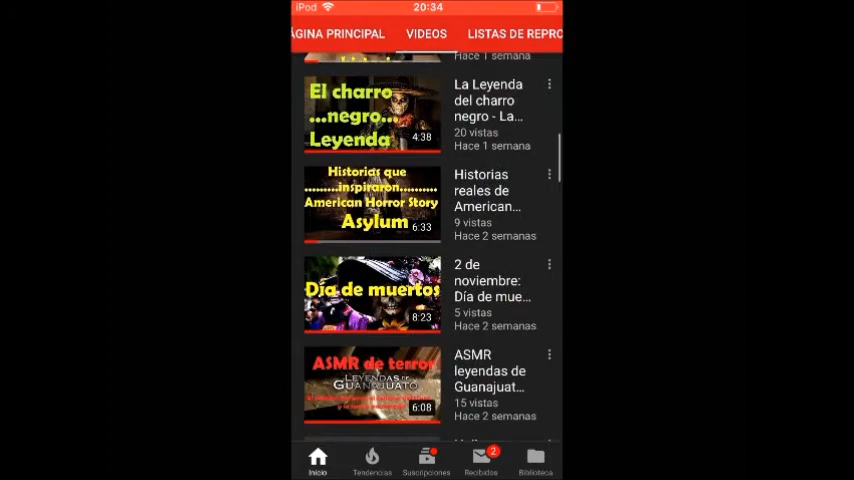 iPod 20:34
ÁGINA PRINCIPAL VIDEOS LISTAS DE REPRO
Hace 1 semana
El charro
...negro...
Leyenda
4:38
La Leyenda
del charro
negro - La...
20 vistas
Hace 1 semana
Historias que
.........inspiraron..........
American Horror Story
Asylum
6:33
Historias
reales de
American...
9 vistas
Hace 2 semanas
Día de muertos
8:23
2 de
noviembre:
Día de mue...
5 vistas
Hace 2 semanas
ASMR de terror
LEYENDAS DE
GUANAJUATO
6:08
ASMR
leyendas de
Guanajuat...
15 vistas
Hace 2 semanas
2
Inicio Tendencias Suscripciones Recibidos Biblioteca